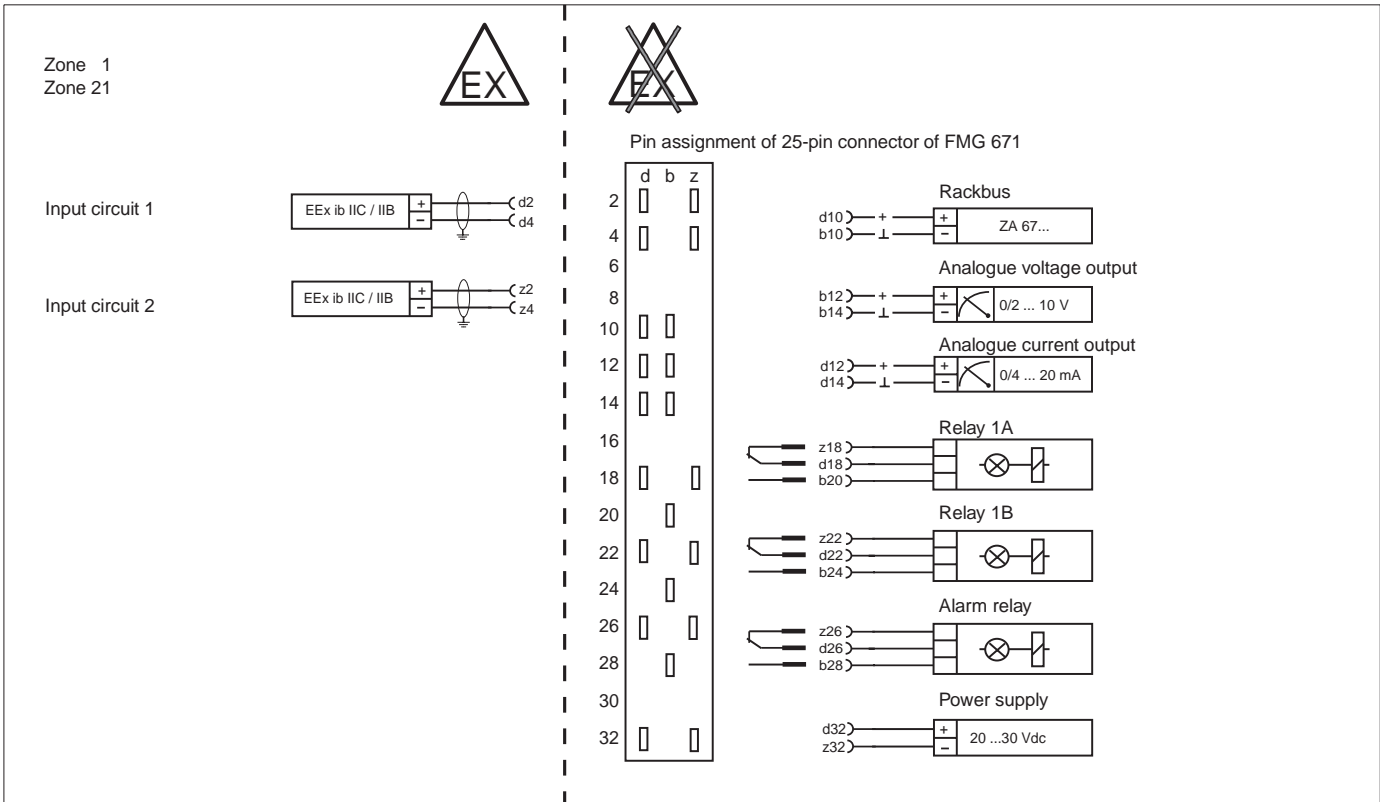 Zone 1
Zone 21
EX
EX
Pin assignment of 25-pin connector of FMG 671
Input circuit 1
EEx ib IIC / IIB
+
−
d2
d4
Input circuit 2
EEx ib IIC / IIB
+
−
z2
z4
d b z
2
4
6
8
10
12
14
16
18
20
22
24
26
28
30
32
Rackbus
d10 + +
b10 ⊥ −
ZA 67...
Analogue voltage output
b12 + +
b14 ⊥ −
0/2 ... 10 V
Analogue current output
d12 + +
d14 ⊥ −
0/4 ... 20 mA
Relay 1A
z18
d18
b20
Relay 1B
z22
d22
b24
Alarm relay
z26
d26
b28
Power supply
d32 +
z32 −
20 ...30 Vdc